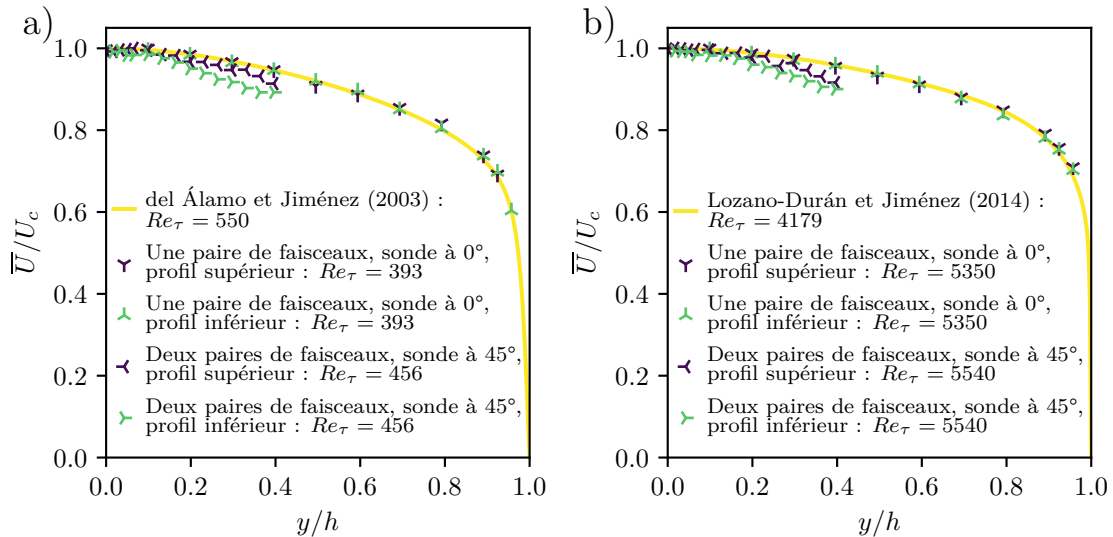 a)
1.0
0.8
0.6
0.4
0.2
0.0
U̅/U_c
del Álamo et Jiménez (2003) :
Re_τ = 550
Une paire de faisceaux, sonde à 0°,
profil supérieur : Re_τ = 393
Une paire de faisceaux, sonde à 0°,
profil inférieur : Re_τ = 393
Deux paires de faisceaux, sonde à 45°,
profil supérieur : Re_τ = 456
Deux paires de faisceaux, sonde à 45°,
profil inférieur : Re_τ = 456
0.0 0.2 0.4 0.6 0.8 1.0
y/h
b)
1.0
0.8
0.6
0.4
0.2
0.0
U̅/U_c
Lozano-Durán et Jiménez (2014) :
Re_τ = 4179
Une paire de faisceaux, sonde à 0°,
profil supérieur : Re_τ = 5350
Une paire de faisceaux, sonde à 0°,
profil inférieur : Re_τ = 5350
Deux paires de faisceaux, sonde à 45°,
profil supérieur : Re_τ = 5540
Deux paires de faisceaux, sonde à 45°,
profil inférieur : Re_τ = 5540
0.0 0.2 0.4 0.6 0.8 1.0
y/h